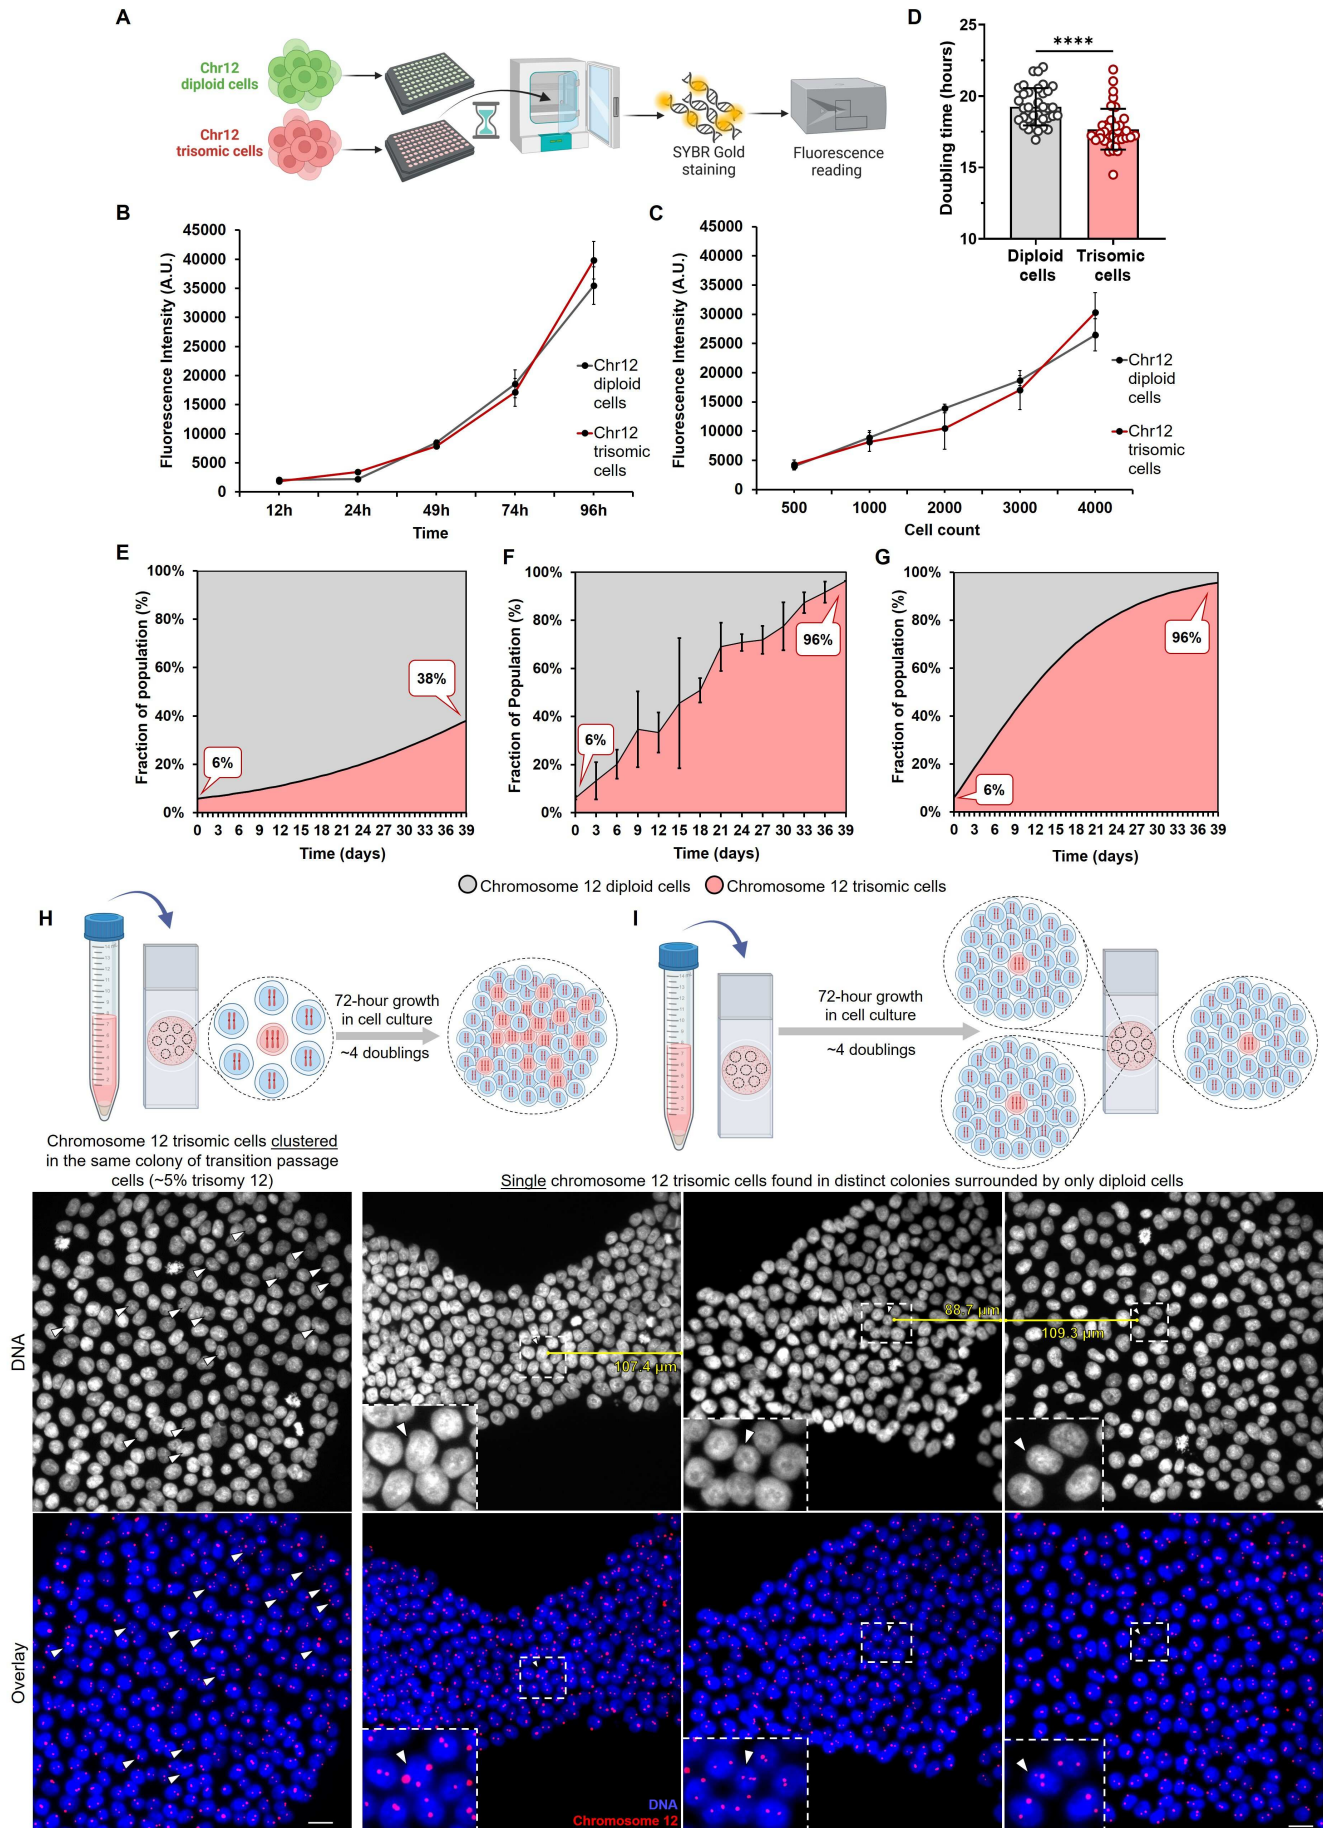 A
Chr12
diploid cells
Chr12
trisomic cells
SYBR Gold
staining
Fluorescence
reading
D
Doubling time (hours)
25
20
15
10
****
Diploid
cells
Trisomic
cells
B
Fluorescence Intensity (A.U.)
45000
40000
35000
30000
25000
20000
15000
10000
5000
0
12h
24h
49h
74h
96h
Time
Chr12
diploid
cells
Chr12
trisomic
cells
C
Fluorescence Intensity (A.U.)
45000
40000
35000
30000
25000
20000
15000
10000
5000
0
500
1000
2000
3000
4000
Cell count
Chr12
diploid
cells
Chr12
trisomic
cells
E
Fraction of population (%)
100%
80%
60%
40%
20%
0%
6%
38%
0 3 6 9 12 15 18 21 24 27 30 33 36 39
Time (days)
F
Fraction of Population (%)
100%
80%
60%
40%
20%
0%
6%
96%
0 3 6 9 12 15 18 21 24 27 30 33 36 39
Time (days)
G
Fraction of population (%)
100%
80%
60%
40%
20%
0%
6%
96%
0 3 6 9 12 15 18 21 24 27 30 33 36 39
Time (days)
Chromosome 12 diploid cells
Chromosome 12 trisomic cells
H
72-hour growth
in cell culture
~4 doublings
Chromosome 12 trisomic cells clustered
in the same colony of transition passage
cells (~5% trisomy 12)
I
72-hour growth
in cell culture
~4 doublings
Single chromosome 12 trisomic cells found in distinct colonies surrounded by only diploid cells
DNA
107.4 µm
88.7 µm
109.3 µm
Overlay
DNA
Chromosome 12